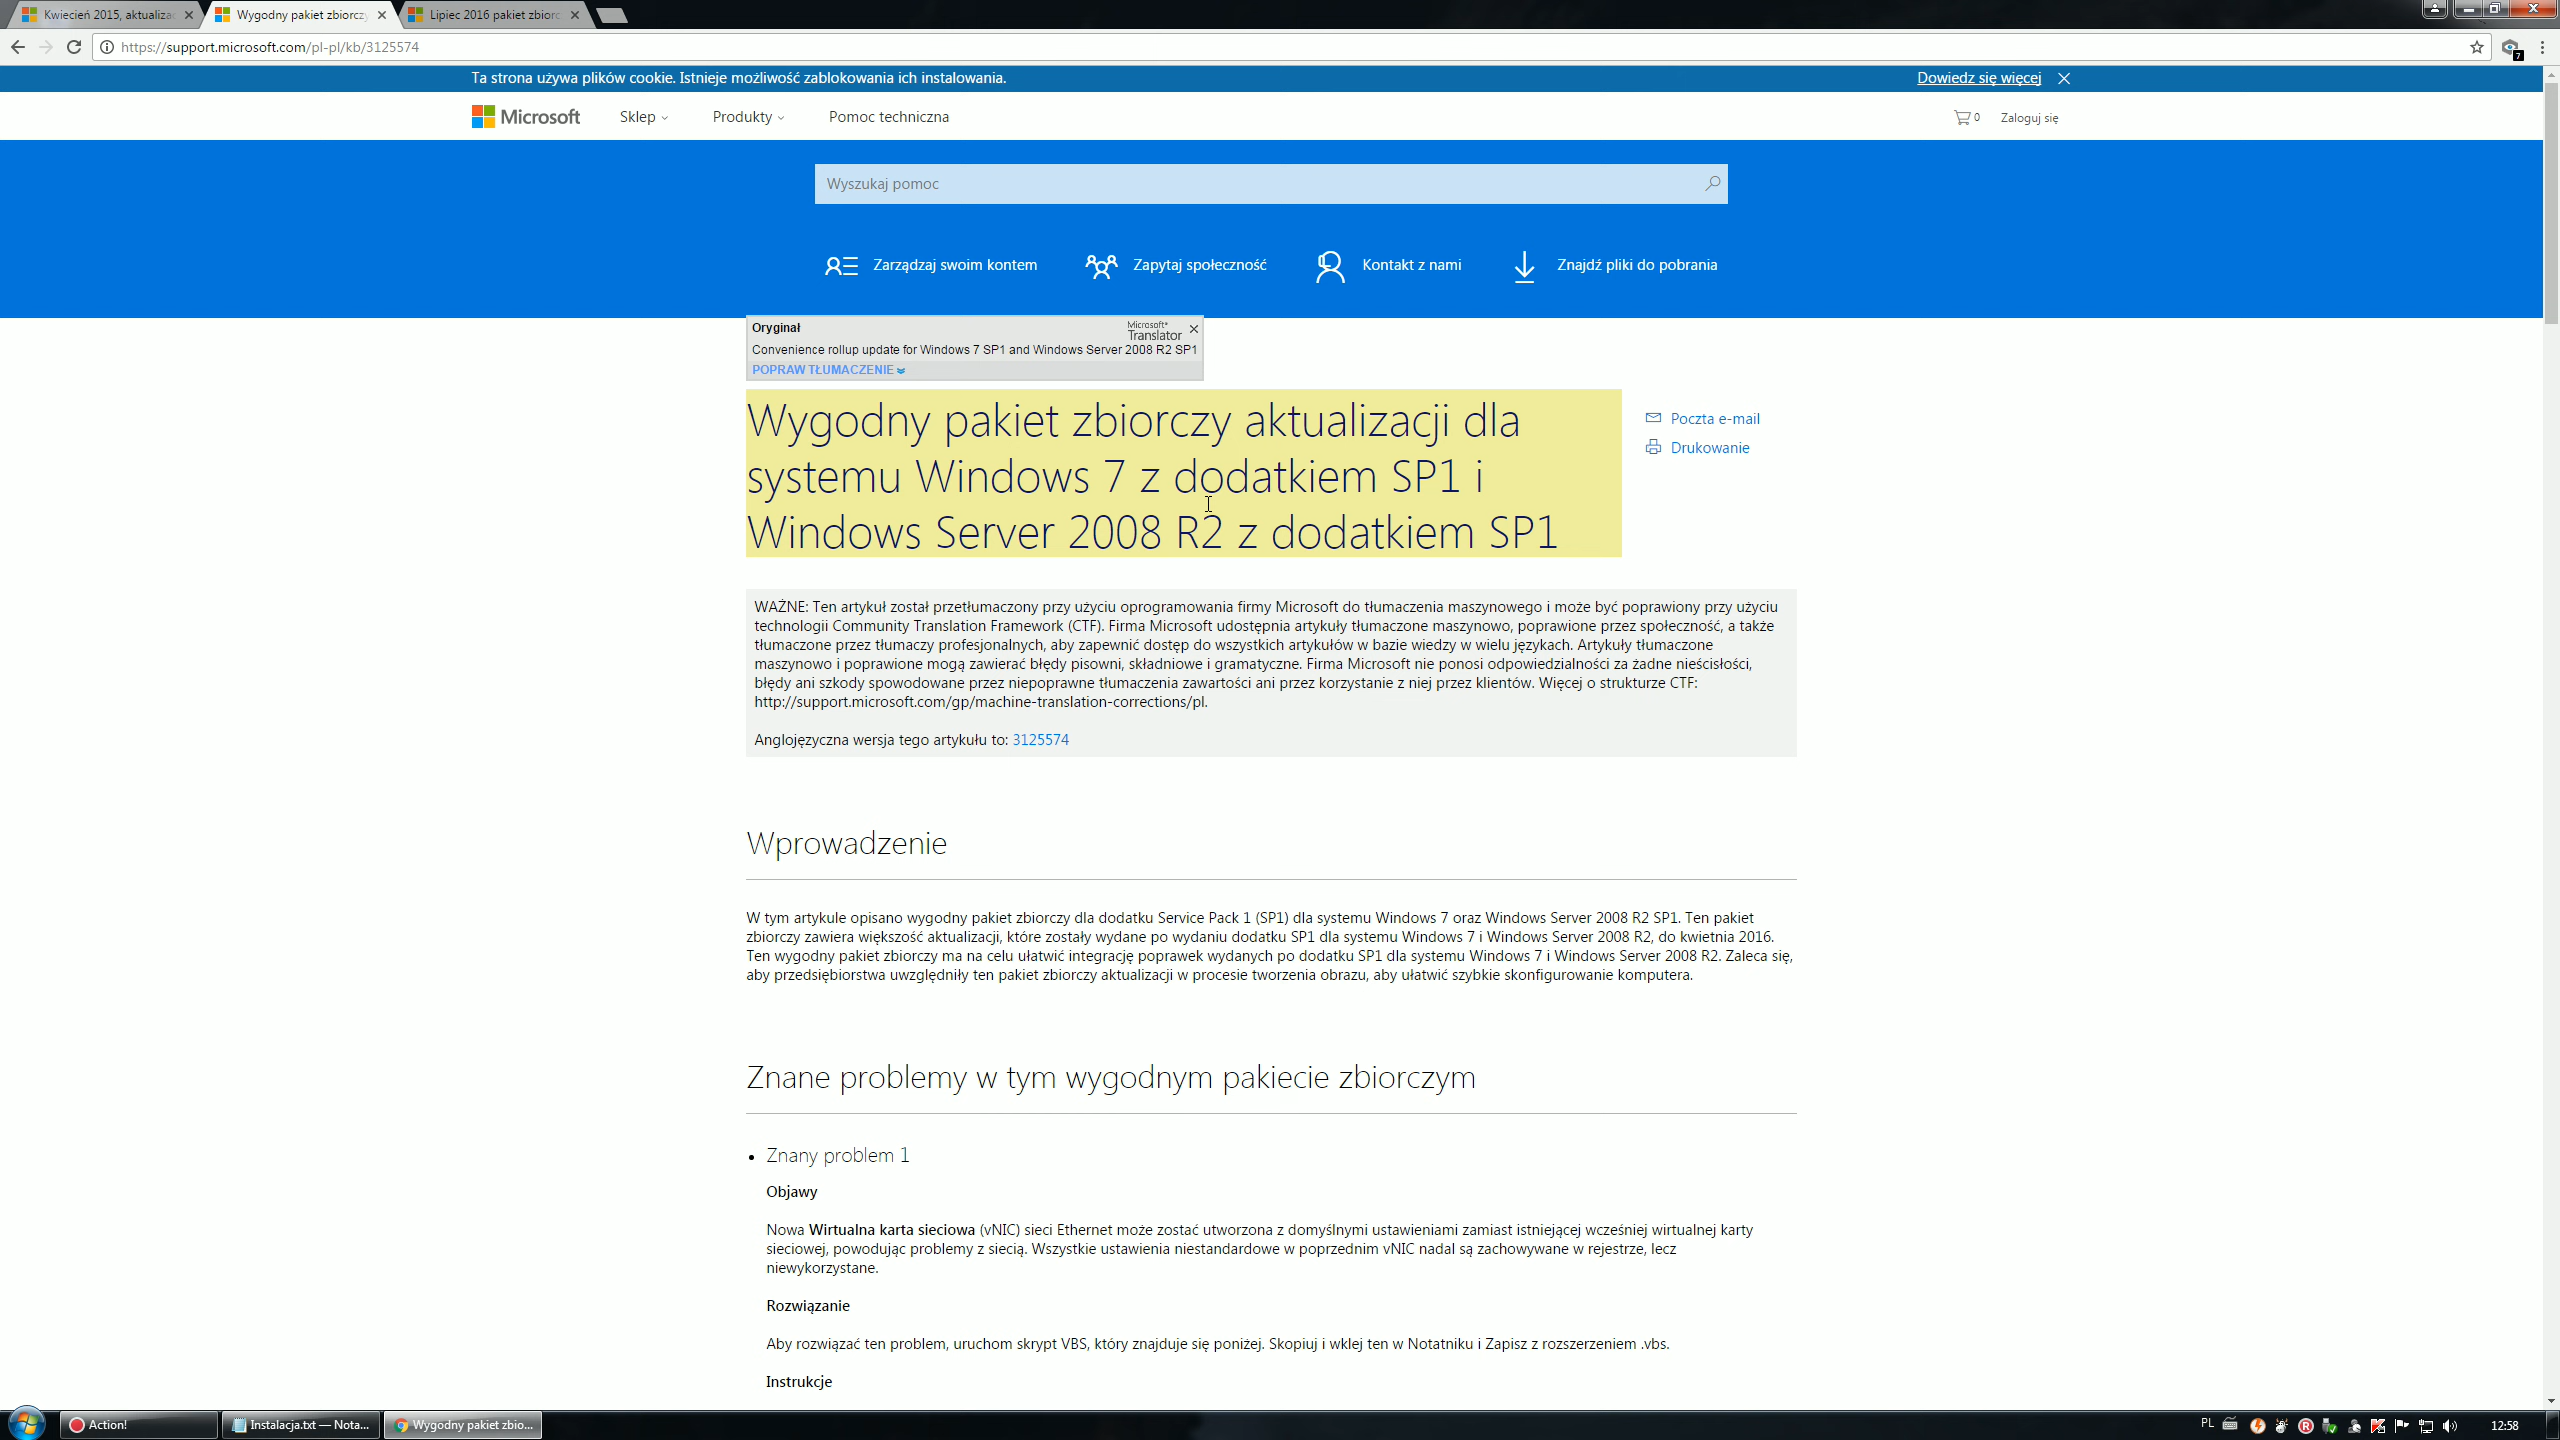 Kwiecień 2015, aktualizac
Wygodny pakiet zbiorczy
Lipiec 2016 pakiet zbiorc
https://support.microsoft.com/pl-pl/kb/3125574
7
Ta strona używa plików cookie. Istnieje możliwość zablokowania ich instalowania.
Dowiedz się więcej
Microsoft
Sklep
Produkty
Pomoc techniczna
0
Zaloguj się
Wyszukaj pomoc
Zarządzaj swoim kontem
Zapytaj społeczność
Kontakt z nami
Znajdź pliki do pobrania
Oryginał
Microsoft®
Translator
Convenience rollup update for Windows 7 SP1 and Windows Server 2008 R2 SP1
POPRAW TŁUMACZENIE
Wygodny pakiet zbiorczy aktualizacji dla
systemu Windows 7 z dodatkiem SP1 i
Windows Server 2008 R2 z dodatkiem SP1
Poczta e-mail
Drukowanie
WAŻNE: Ten artykuł został przetłumaczony przy użyciu oprogramowania firmy Microsoft do tłumaczenia maszynowego i może być poprawiony przy użyciu
technologii Community Translation Framework (CTF). Firma Microsoft udostępnia artykuły tłumaczone maszynowo, poprawione przez społeczność, a także
tłumaczone przez tłumaczy profesjonalnych, aby zapewnić dostęp do wszystkich artykułów w bazie wiedzy w wielu językach. Artykuły tłumaczone
maszynowo i poprawione mogą zawierać błędy pisowni, składniowe i gramatyczne. Firma Microsoft nie ponosi odpowiedzialności za żadne nieścisłości,
błędy ani szkody spowodowane przez niepoprawne tłumaczenia zawartości ani przez korzystanie z niej przez klientów. Więcej o strukturze CTF:
http://support.microsoft.com/gp/machine-translation-corrections/pl.
Anglojęzyczna wersja tego artykułu to: 3125574
Wprowadzenie
W tym artykule opisano wygodny pakiet zbiorczy dla dodatku Service Pack 1 (SP1) dla systemu Windows 7 oraz Windows Server 2008 R2 SP1. Ten pakiet
zbiorczy zawiera większość aktualizacji, które zostały wydane po wydaniu dodatku SP1 dla systemu Windows 7 i Windows Server 2008 R2, do kwietnia 2016.
Ten wygodny pakiet zbiorczy ma na celu ułatwić integrację poprawek wydanych po dodatku SP1 dla systemu Windows 7 i Windows Server 2008 R2. Zaleca się,
aby przedsiębiorstwa uwzględniły ten pakiet zbiorczy aktualizacji w procesie tworzenia obrazu, aby ułatwić szybkie skonfigurowanie komputera.
Znane problemy w tym wygodnym pakiecie zbiorczym
• Znany problem 1
Objawy
Nowa Wirtualna karta sieciowa (vNIC) sieci Ethernet może zostać utworzona z domyślnymi ustawieniami zamiast istniejącej wcześniej wirtualnej karty
sieciowej, powodując problemy z siecią. Wszystkie ustawienia niestandardowe w poprzednim vNIC nadal są zachowywane w rejestrze, lecz
niewykorzystane.
Rozwiązanie
Aby rozwiązać ten problem, uruchom skrypt VBS, który znajduje się poniżej. Skopiuj i wklej ten w Notatniku i Zapisz z rozszerzeniem .vbs.
Instrukcje
Action!
Instalacja.txt — Nota...
Wygodny pakiet zbio...
PL
12:58